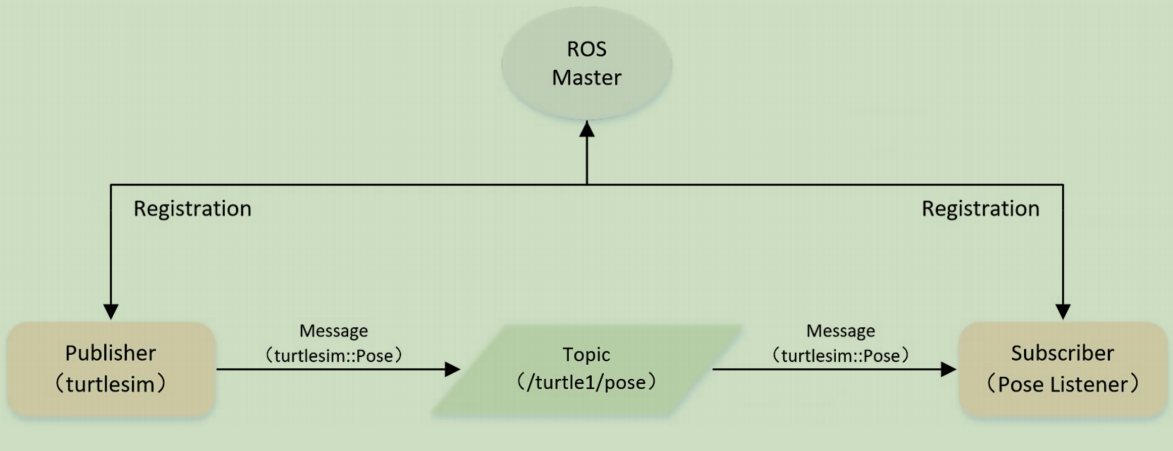 ROS
Master
Registration
Registration
Publisher
（turtlesim）
Message
（turtlesim::Pose）
Topic
（/turtle1/pose）
Message
（turtlesim::Pose）
Subscriber
（Pose Listener）